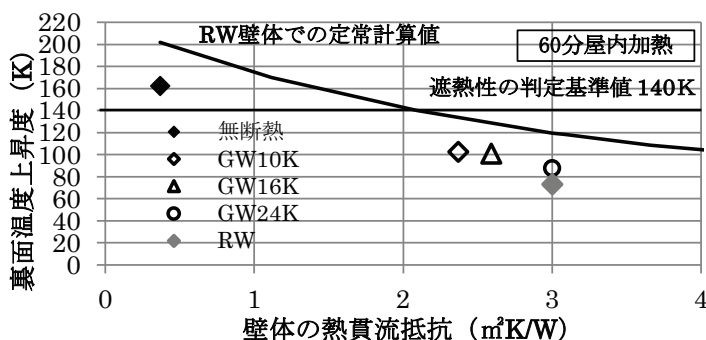 RW壁体での定常計算値
60分屋内加熱
遮熱性の判定基準値 140K
裏面温度上昇度 (K)
220
200
180
160
140
120
100
80
60
40
20
0
無断熱
GW10K
GW16K
GW24K
RW
0 1 2 3 4
壁体の熱貫流抵抗 (㎡K/W)